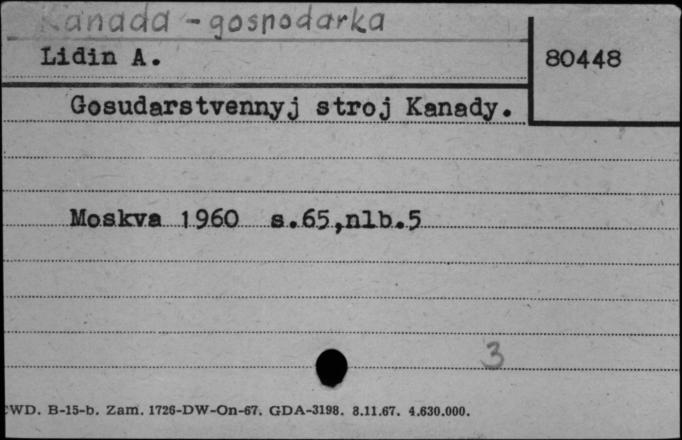 Kanada - gospodarka
Lidin A.
80448
Gosudarstvennyj stroj Kanady.
Moskva 1960 s.65,nlb.5
3
WD. B-15-b. Zam. 1726-DW-On-67. GDA-3198. 8.11.67. 4.630.000.